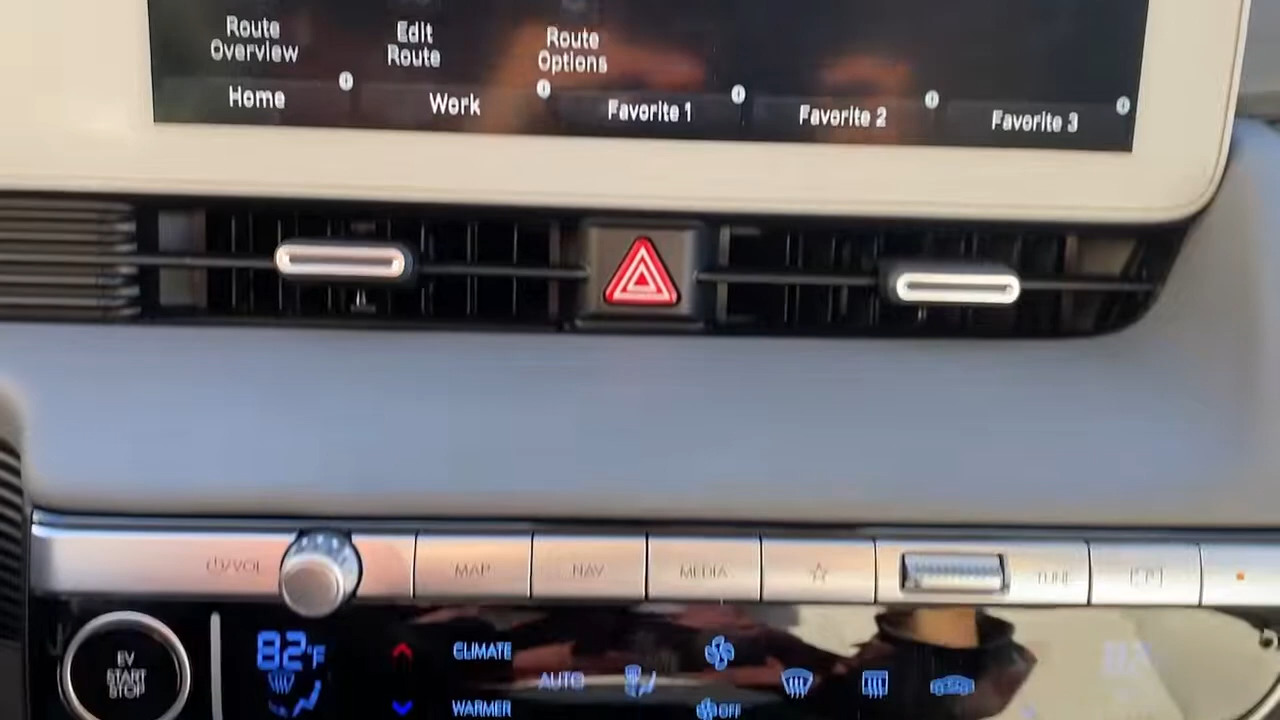 Route Overview
Edit Route
Route Options
Home
Work
Favorite 1
Favorite 2
Favorite 3
VOL
MAP
NAV
MEDIA
TUNE
EV
START
STOP
82°F
CLIMATE
AUTO
WARMER
OFF
82